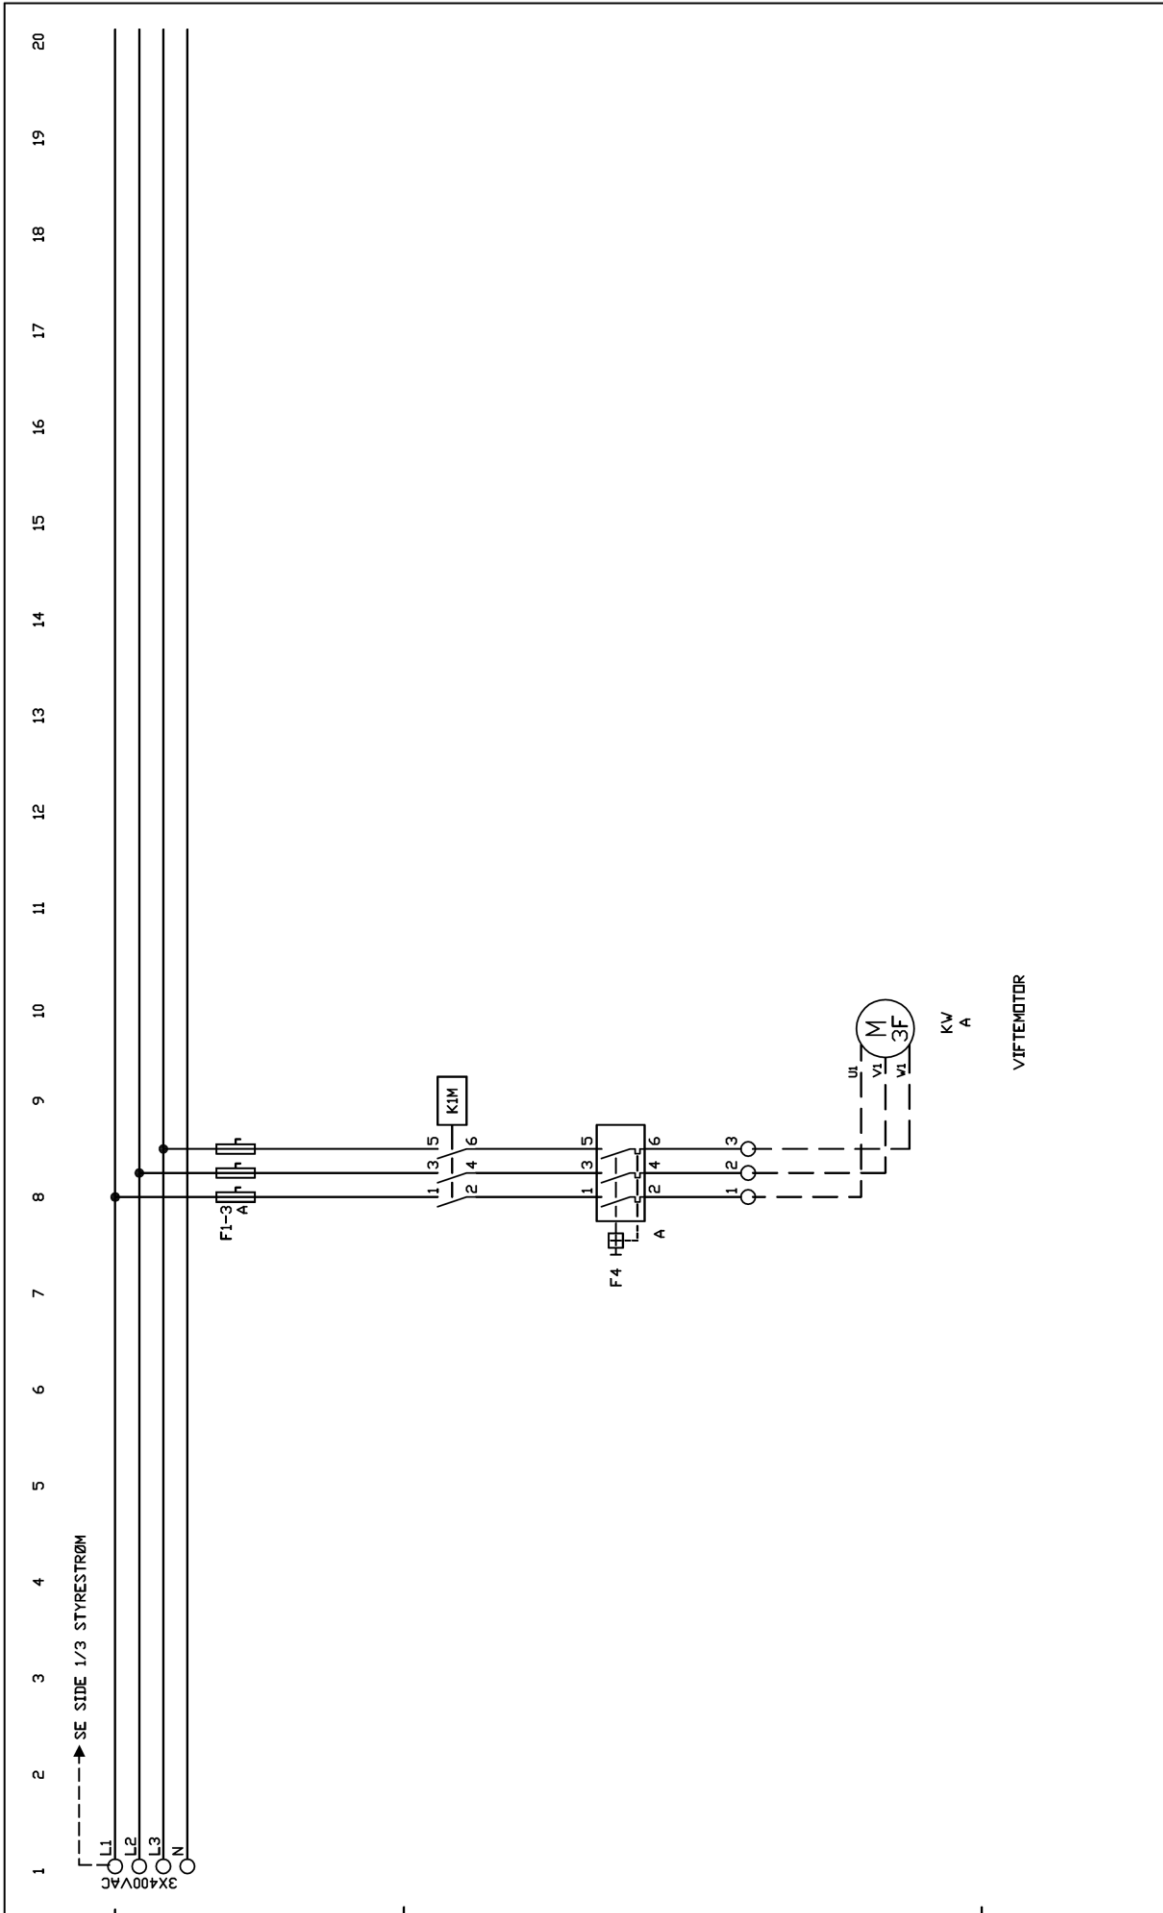 1 2 3 4 5 6 7 8 9 10 11 12 13 14 15 16 17 18 19 20
SE SIDE 1/3 STYRESTRØM
3X400VAC
L1
L2
L3
N
F1-3
A
K1M
1 3 5
2 4 6
F4
1 3 5
2 4 6
A
1 2 3
U1
V1
W1
M
3F
KW
A
VIFTEMOTOR